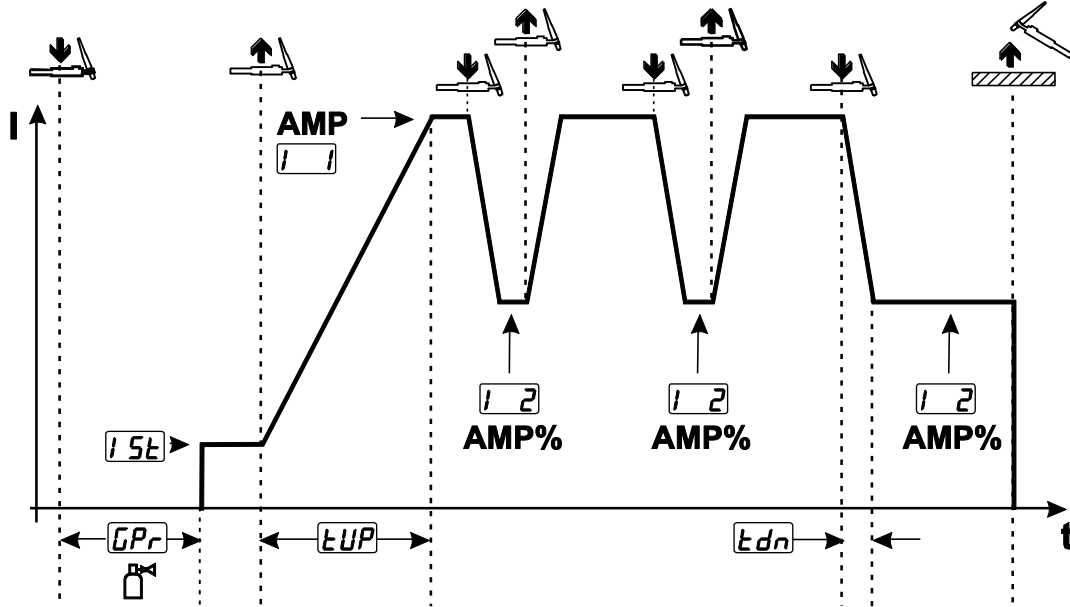 I
AMP
I 1
I 2
I 2
I 2
AMP%
AMP%
AMP%
I St
GPr
tUP
tdn
t